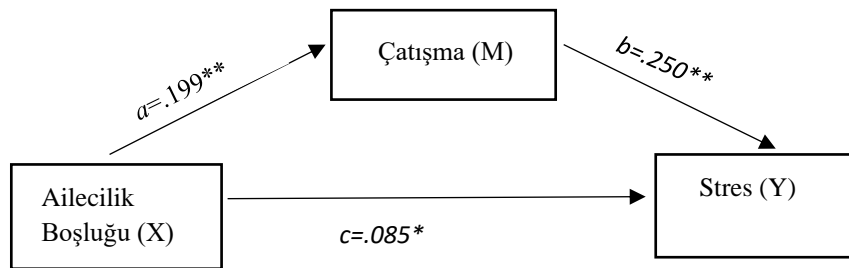 Çatışma (M)
a=.199**
b=.250**
Ailecilik
Boşluğu (X)
Stres (Y)
c=.085*